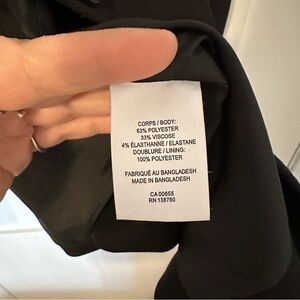 CORPS / BODY:
63% POLYESTER
33% VISCOSE
4% ÉLASTHANNE / ELASTANE
DOUBLURE / LINING:
100% POLYESTER
FABRIQUÉ AU BANGLADESH
MADE IN BANGLADESH
CA 00855
RN 138760